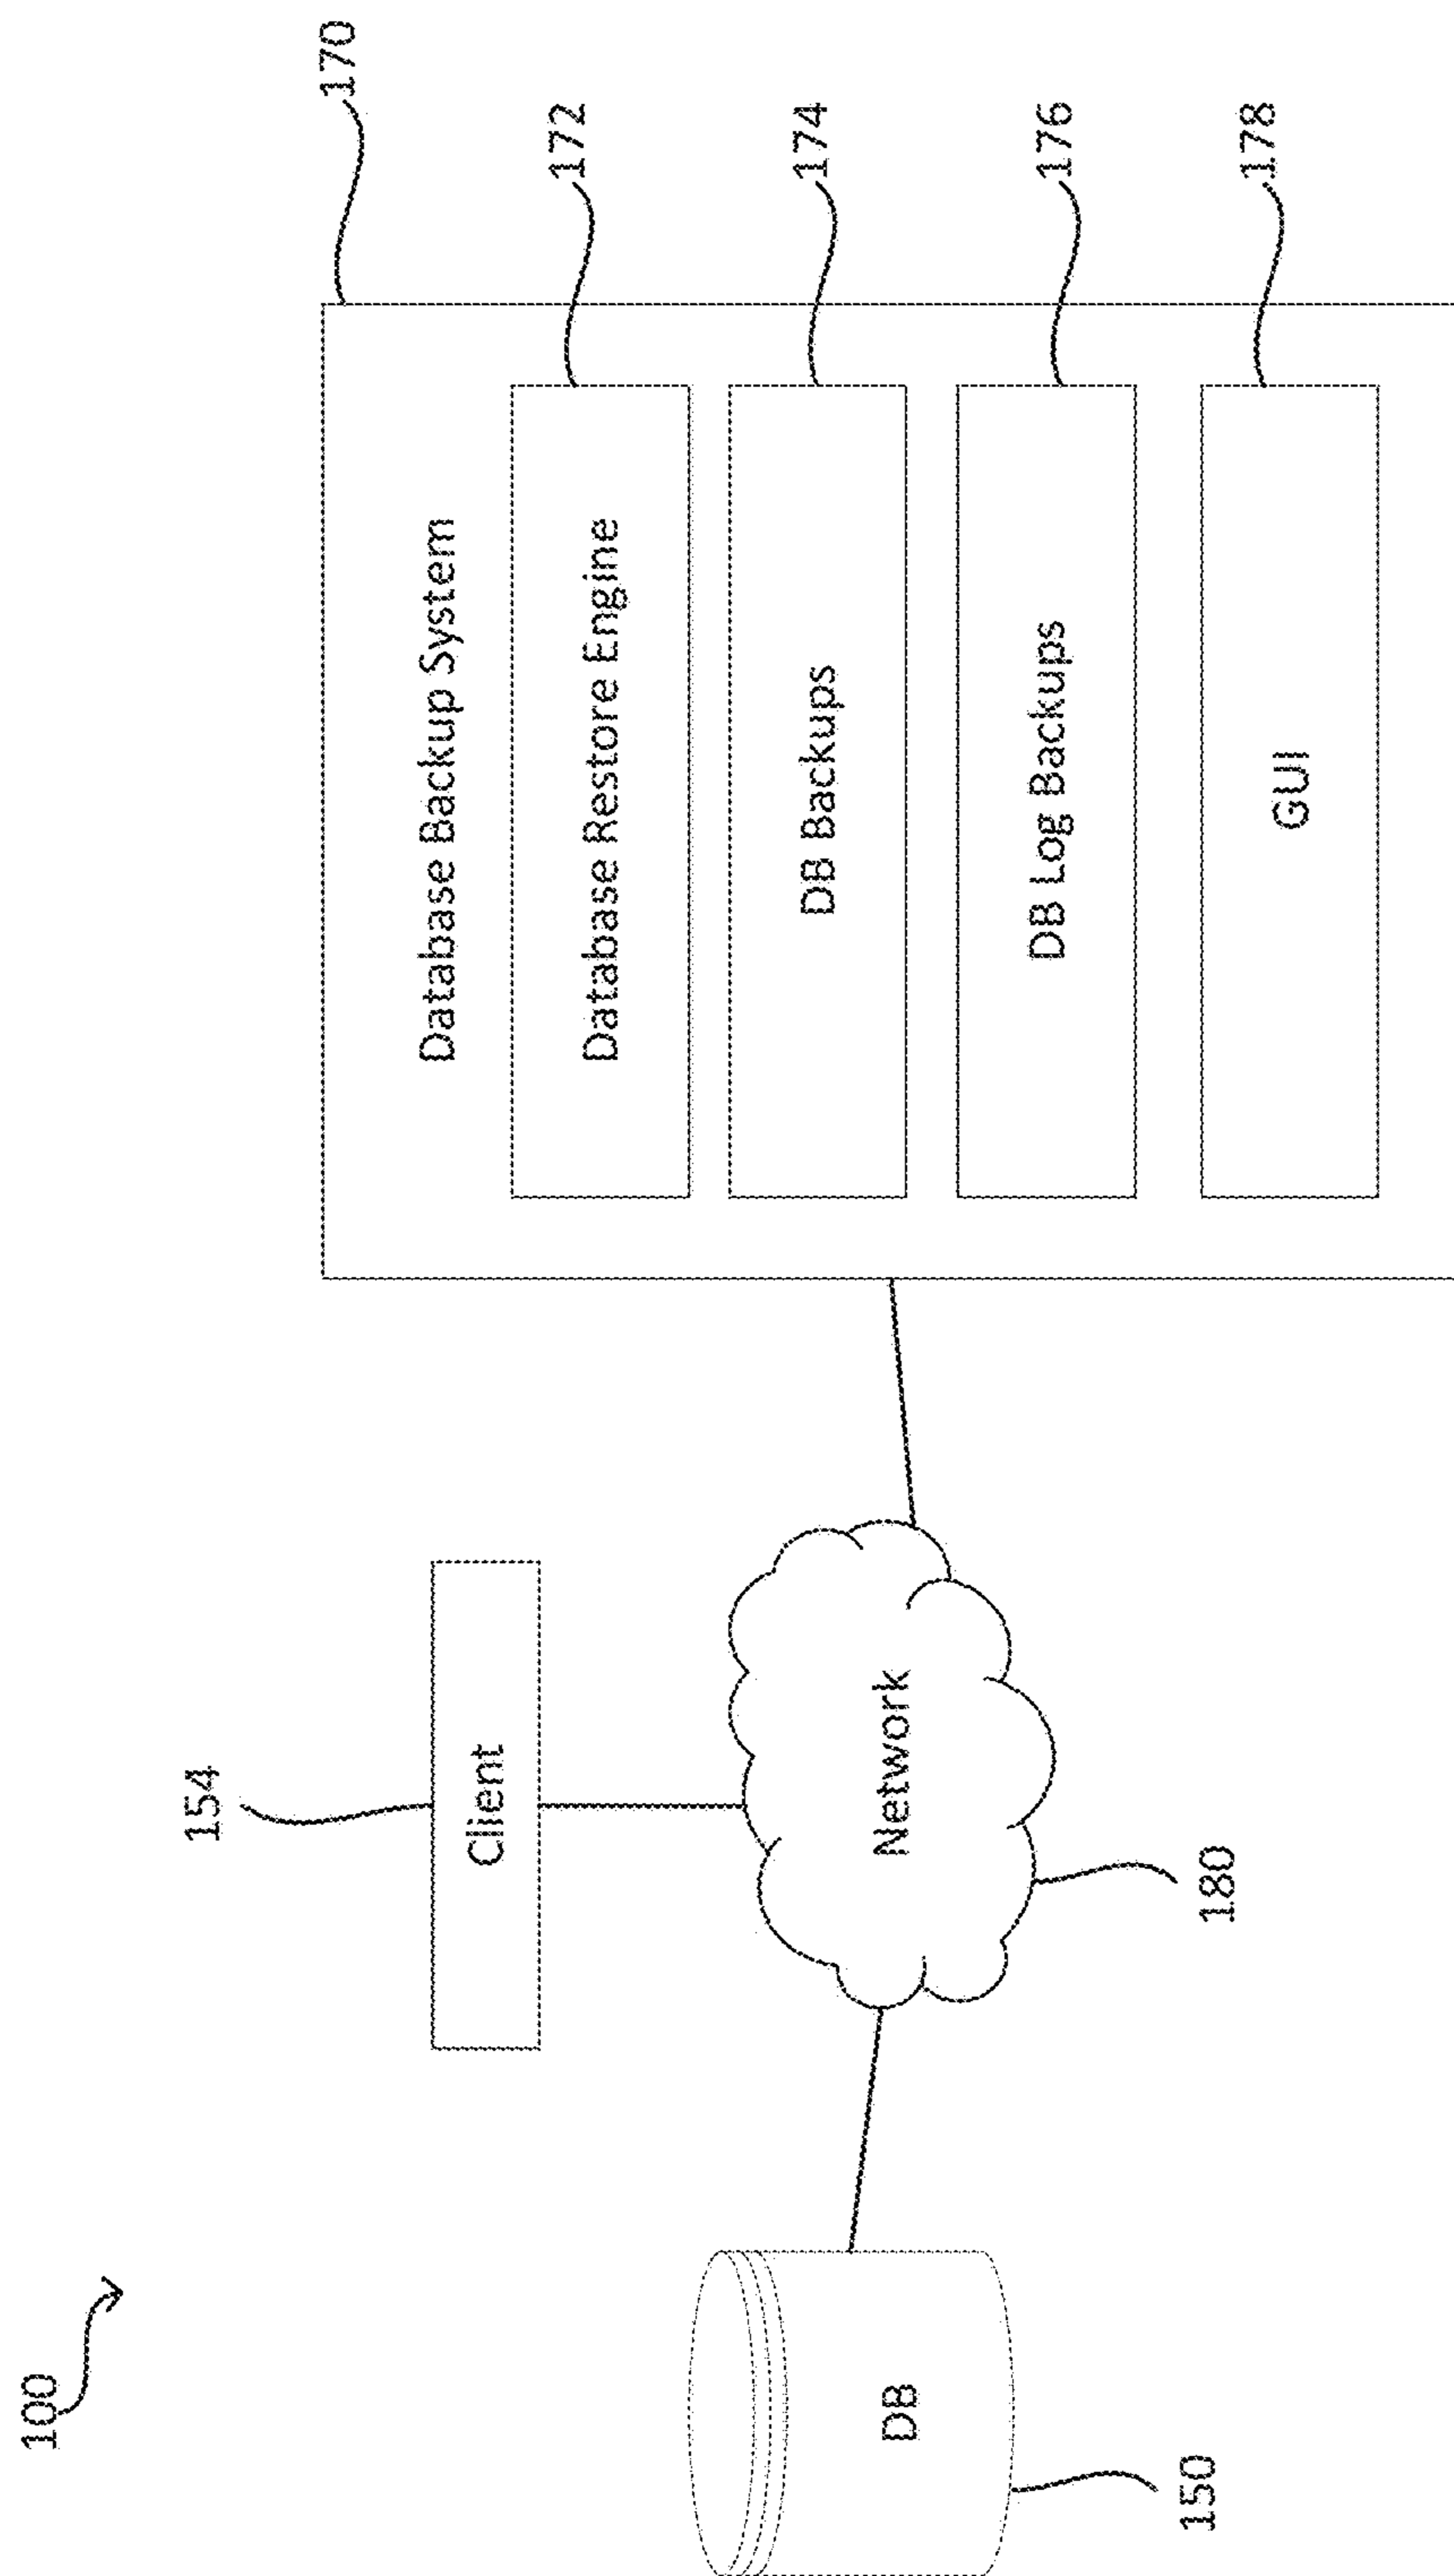 100
170
Database Backup System
172
Database Restore Engine
174
DB Backups
176
DB Log Backups
178
GUI
154
Client
Network
180
DB
150